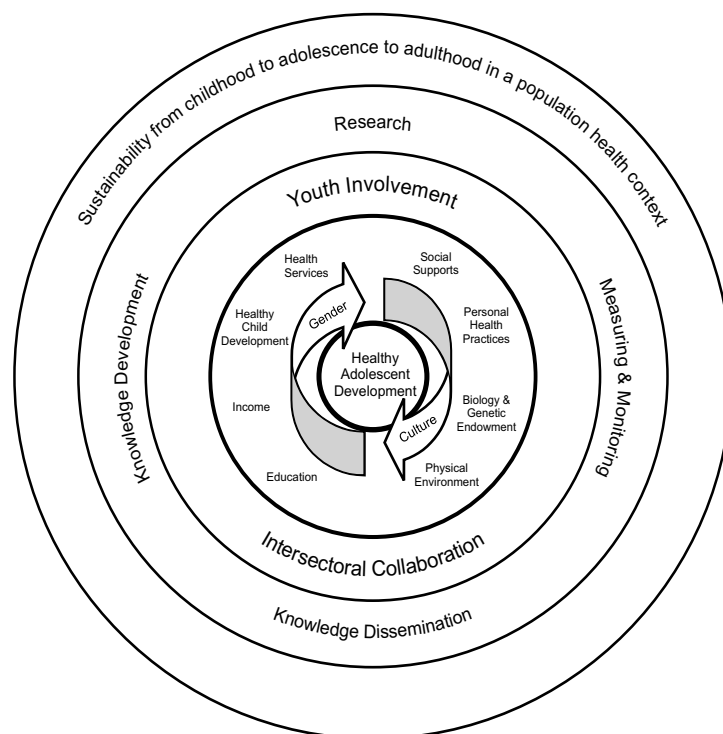 Sustainability from childhood to adolescence to adulthood in a population health context
Research
Youth Involvement
Health
Services
Social
Supports
Gender
Healthy
Child
Development
Personal
Health
Practices
Knowledge Development
Measuring & Monitoring
Healthy
Adolescent
Development
Income
Biology &
Genetic
Endowment
Culture
Education
Physical
Environment
Intersectoral Collaboration
Knowledge Dissemination